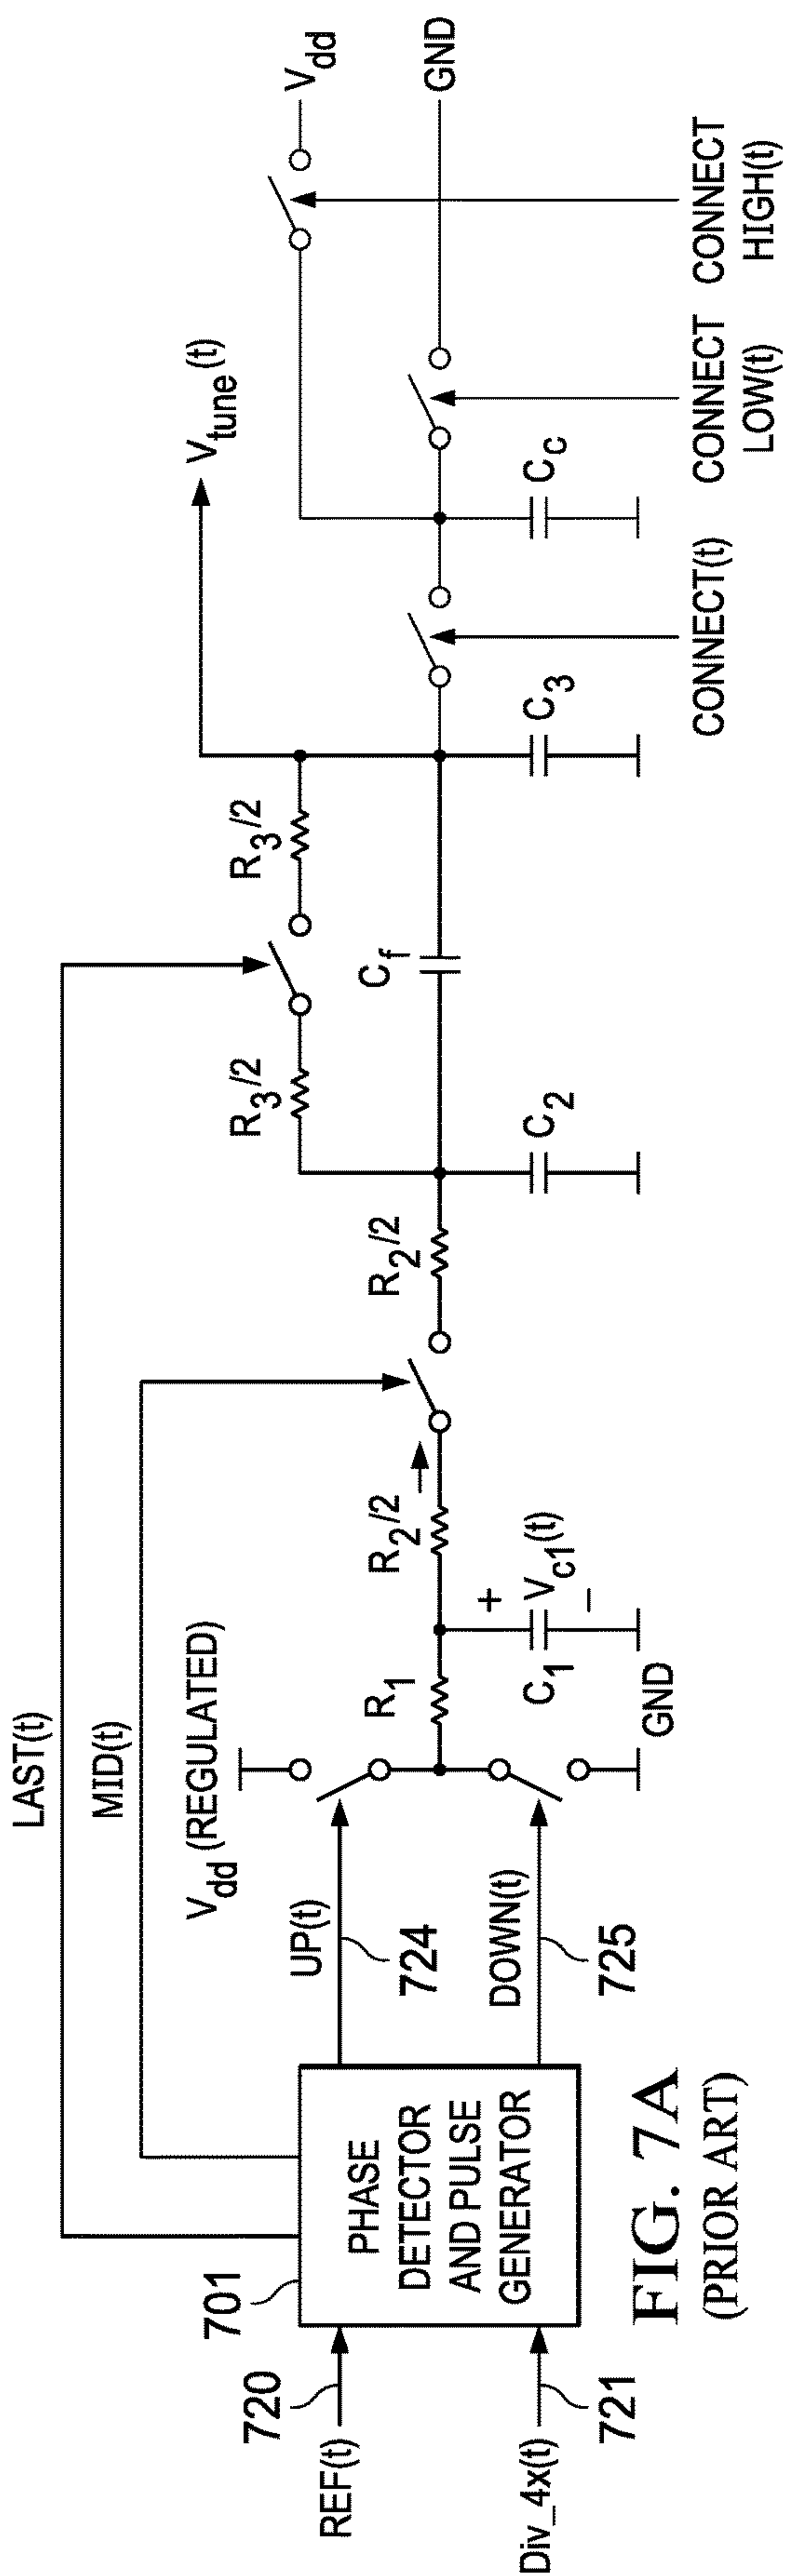 LAST(t)
MID(t)
V_dd (REGULATED)
UP(t)
724
DOWN(t)
725
701
PHASE
DETECTOR
AND PULSE
GENERATOR
720
REF(t)
721
Div_4x(t)
R_1
C_1
+
V_c1(t)
–
GND
R_2/2
R_2/2
C_2
R_3/2
R_3/2
C_f
C_3
V_tune(t)
C_c
V_dd
GND
CONNECT(t)
CONNECT
LOW(t)
CONNECT
HIGH(t)
FIG. 7A
(PRIOR ART)